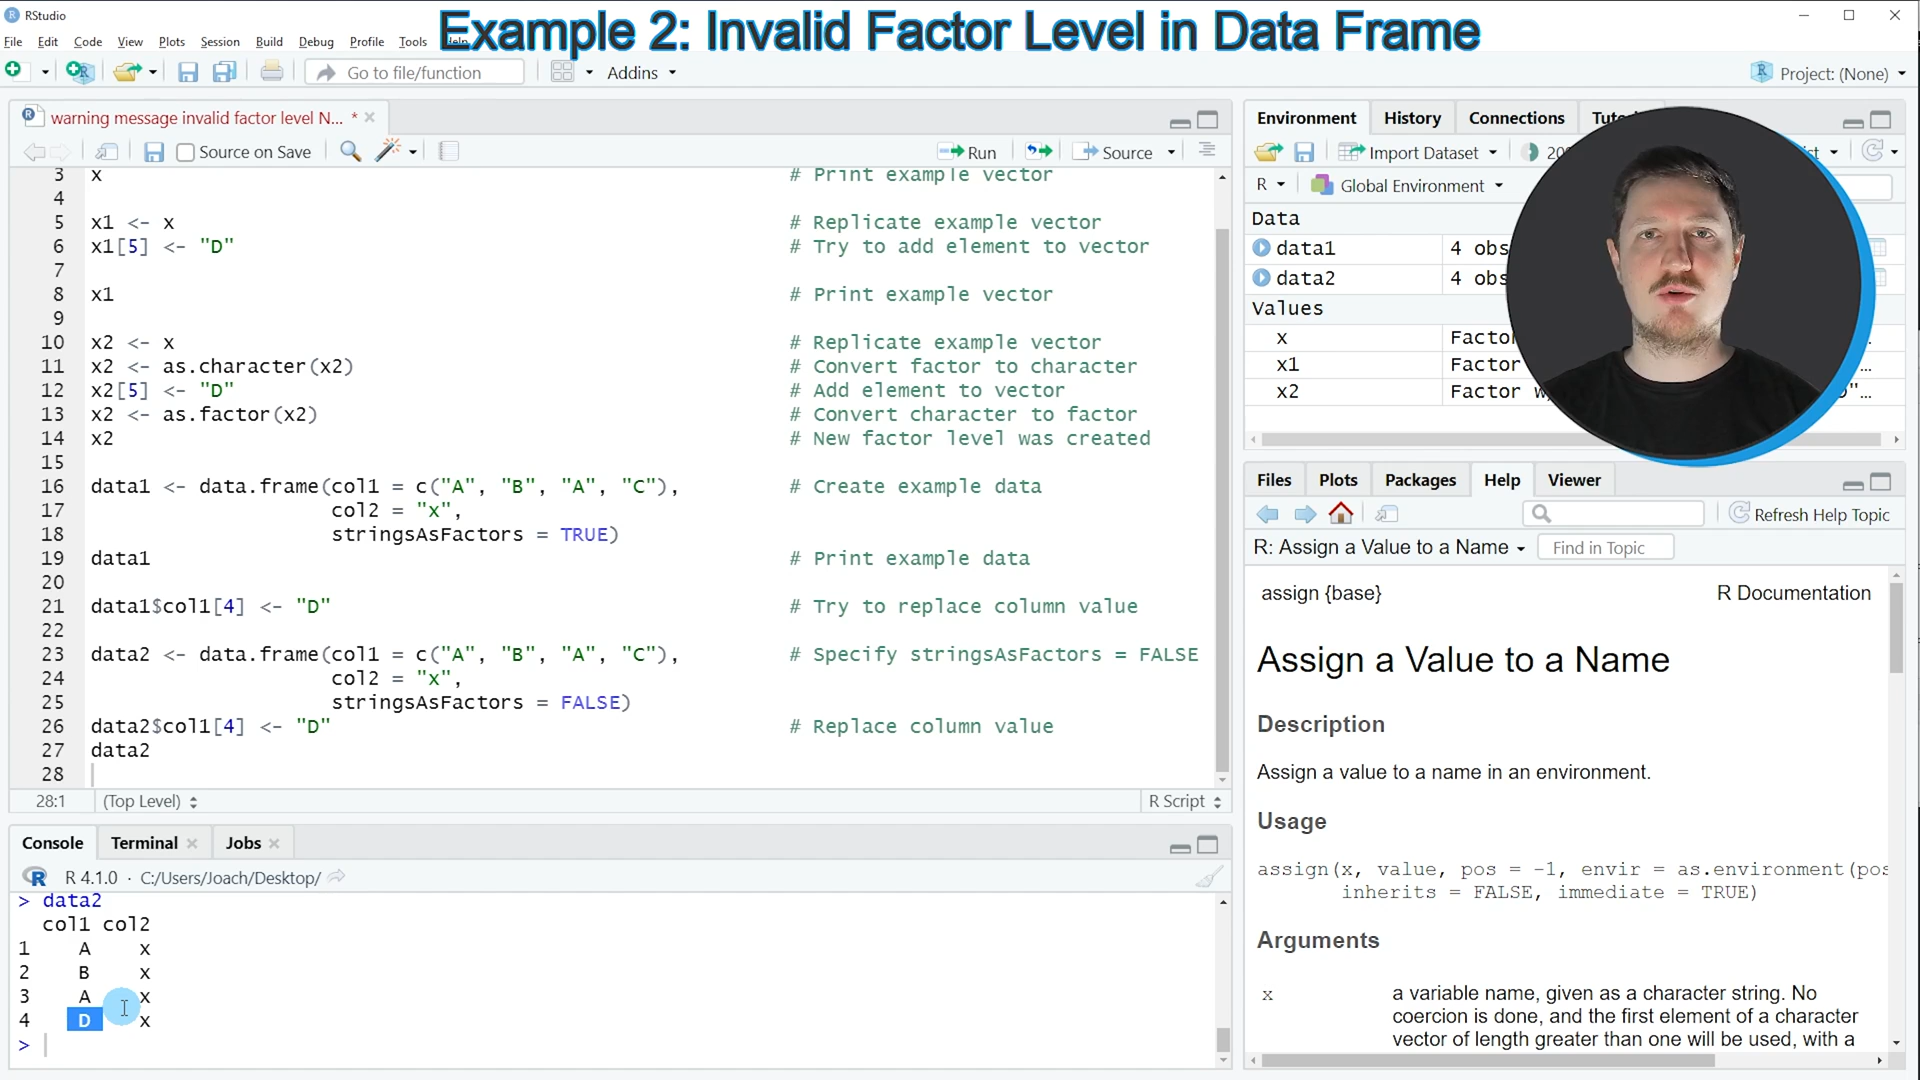 RStudio
Example 2: Invalid Factor Level in Data Frame
File Edit Code View Plots Session Build Debug Profile Tools
Go to file/function
Addins
Project: (None)
warning message invalid factor level N... *
Source on Save
Run
Source
3 x # Print example vector
4
5 x1 <- x # Replicate example vector
6 x1[5] <- "D" # Try to add element to vector
7
8 x1 # Print example vector
9
10 x2 <- x # Replicate example vector
11 x2 <- as.character(x2) # Convert factor to character
12 x2[5] <- "D" # Add element to vector
13 x2 <- as.factor(x2) # Convert character to factor
14 x2 # New factor level was created
15
16 data1 <- data.frame(col1 = c("A", "B", "A", "C"), # Create example data
17 col2 = "x",
18 stringsAsFactors = TRUE)
19 data1 # Print example data
20
21 data1$col1[4] <- "D" # Try to replace column value
22
23 data2 <- data.frame(col1 = c("A", "B", "A", "C"), # Specify stringsAsFactors = FALSE
24 col2 = "x",
25 stringsAsFactors = FALSE)
26 data2$col1[4] <- "D" # Replace column value
27 data2
28
28:1 (Top Level) R Script
Console Terminal Jobs
R 4.1.0 · C:/Users/Joach/Desktop/
> data2
col1 col2
1 A x
2 B x
3 A x
4 D x
>
Environment History Connections
Import Dataset
R Global Environment
Data
data1 4 obs
data2 4 obs
Values
x Factor
x1 Factor
x2 Factor
Files Plots Packages Help Viewer
Refresh Help Topic
R: Assign a Value to a Name Find in Topic
assign {base} R Documentation
Assign a Value to a Name
Description
Assign a value to a name in an environment.
Usage
assign(x, value, pos = -1, envir = as.environment(pos
inherits = FALSE, immediate = TRUE)
Arguments
x a variable name, given as a character string. No
coercion is done, and the first element of a character
vector of length greater than one will be used, with a